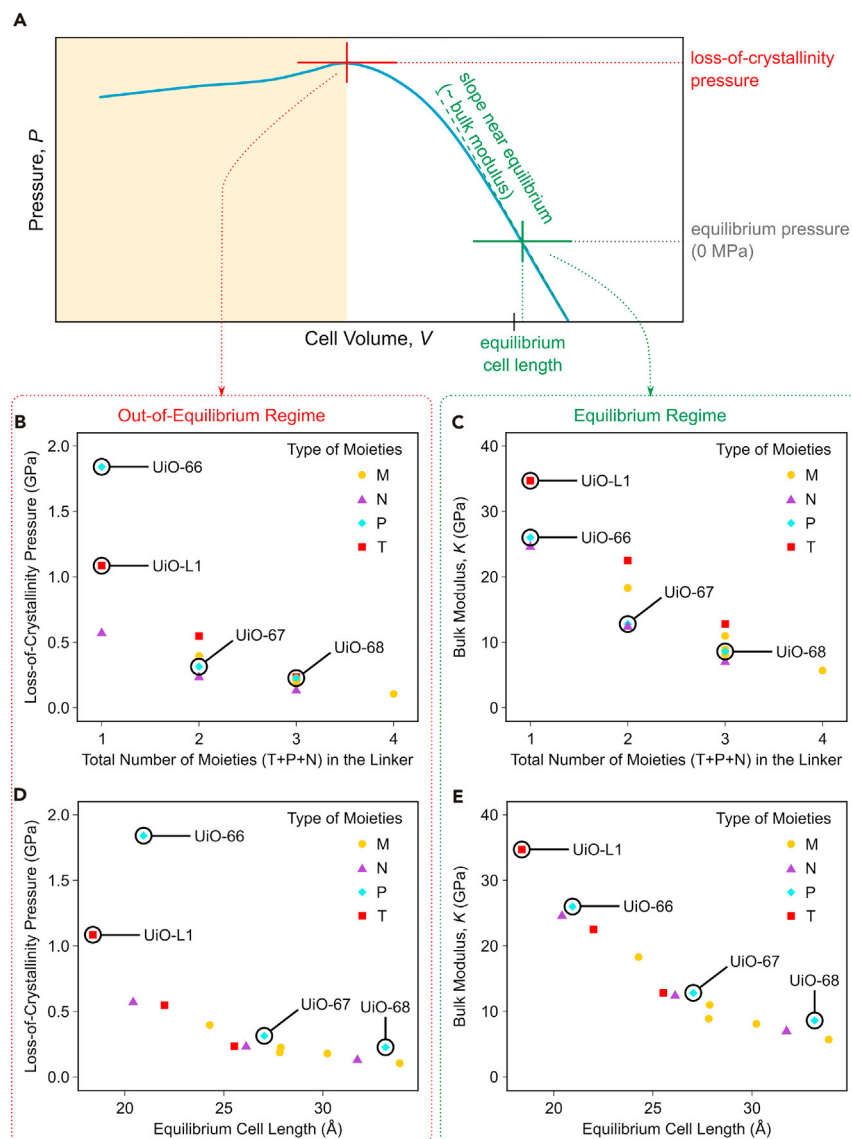 A
Pressure, P
Cell Volume, V
slope near equilibrium
(~ bulk modulus)
loss-of-crystallinity
pressure
equilibrium pressure
(0 MPa)
equilibrium
cell length
Out-of-Equilibrium Regime
Equilibrium Regime
B
Loss-of-Crystallinity Pressure (GPa)
2.0
1.5
1.0
0.5
0.0
UiO-66
UiO-L1
UiO-67
UiO-68
Type of Moieties
M
N
P
T
1 2 3 4
Total Number of Moieties (T+P+N) in the Linker
C
Bulk Modulus, K (GPa)
40
30
20
10
0
UiO-L1
UiO-66
UiO-67
UiO-68
Type of Moieties
M
N
P
T
1 2 3 4
Total Number of Moieties (T+P+N) in the Linker
D
Loss-of-Crystallinity Pressure (GPa)
2.0
1.5
1.0
0.5
0.0
UiO-66
UiO-L1
UiO-67
UiO-68
Type of Moieties
M
N
P
T
20 25 30
Equilibrium Cell Length (Å)
E
Bulk Modulus, K (GPa)
40
30
20
10
0
UiO-L1
UiO-66
UiO-67
UiO-68
Type of Moieties
M
N
P
T
20 25 30
Equilibrium Cell Length (Å)